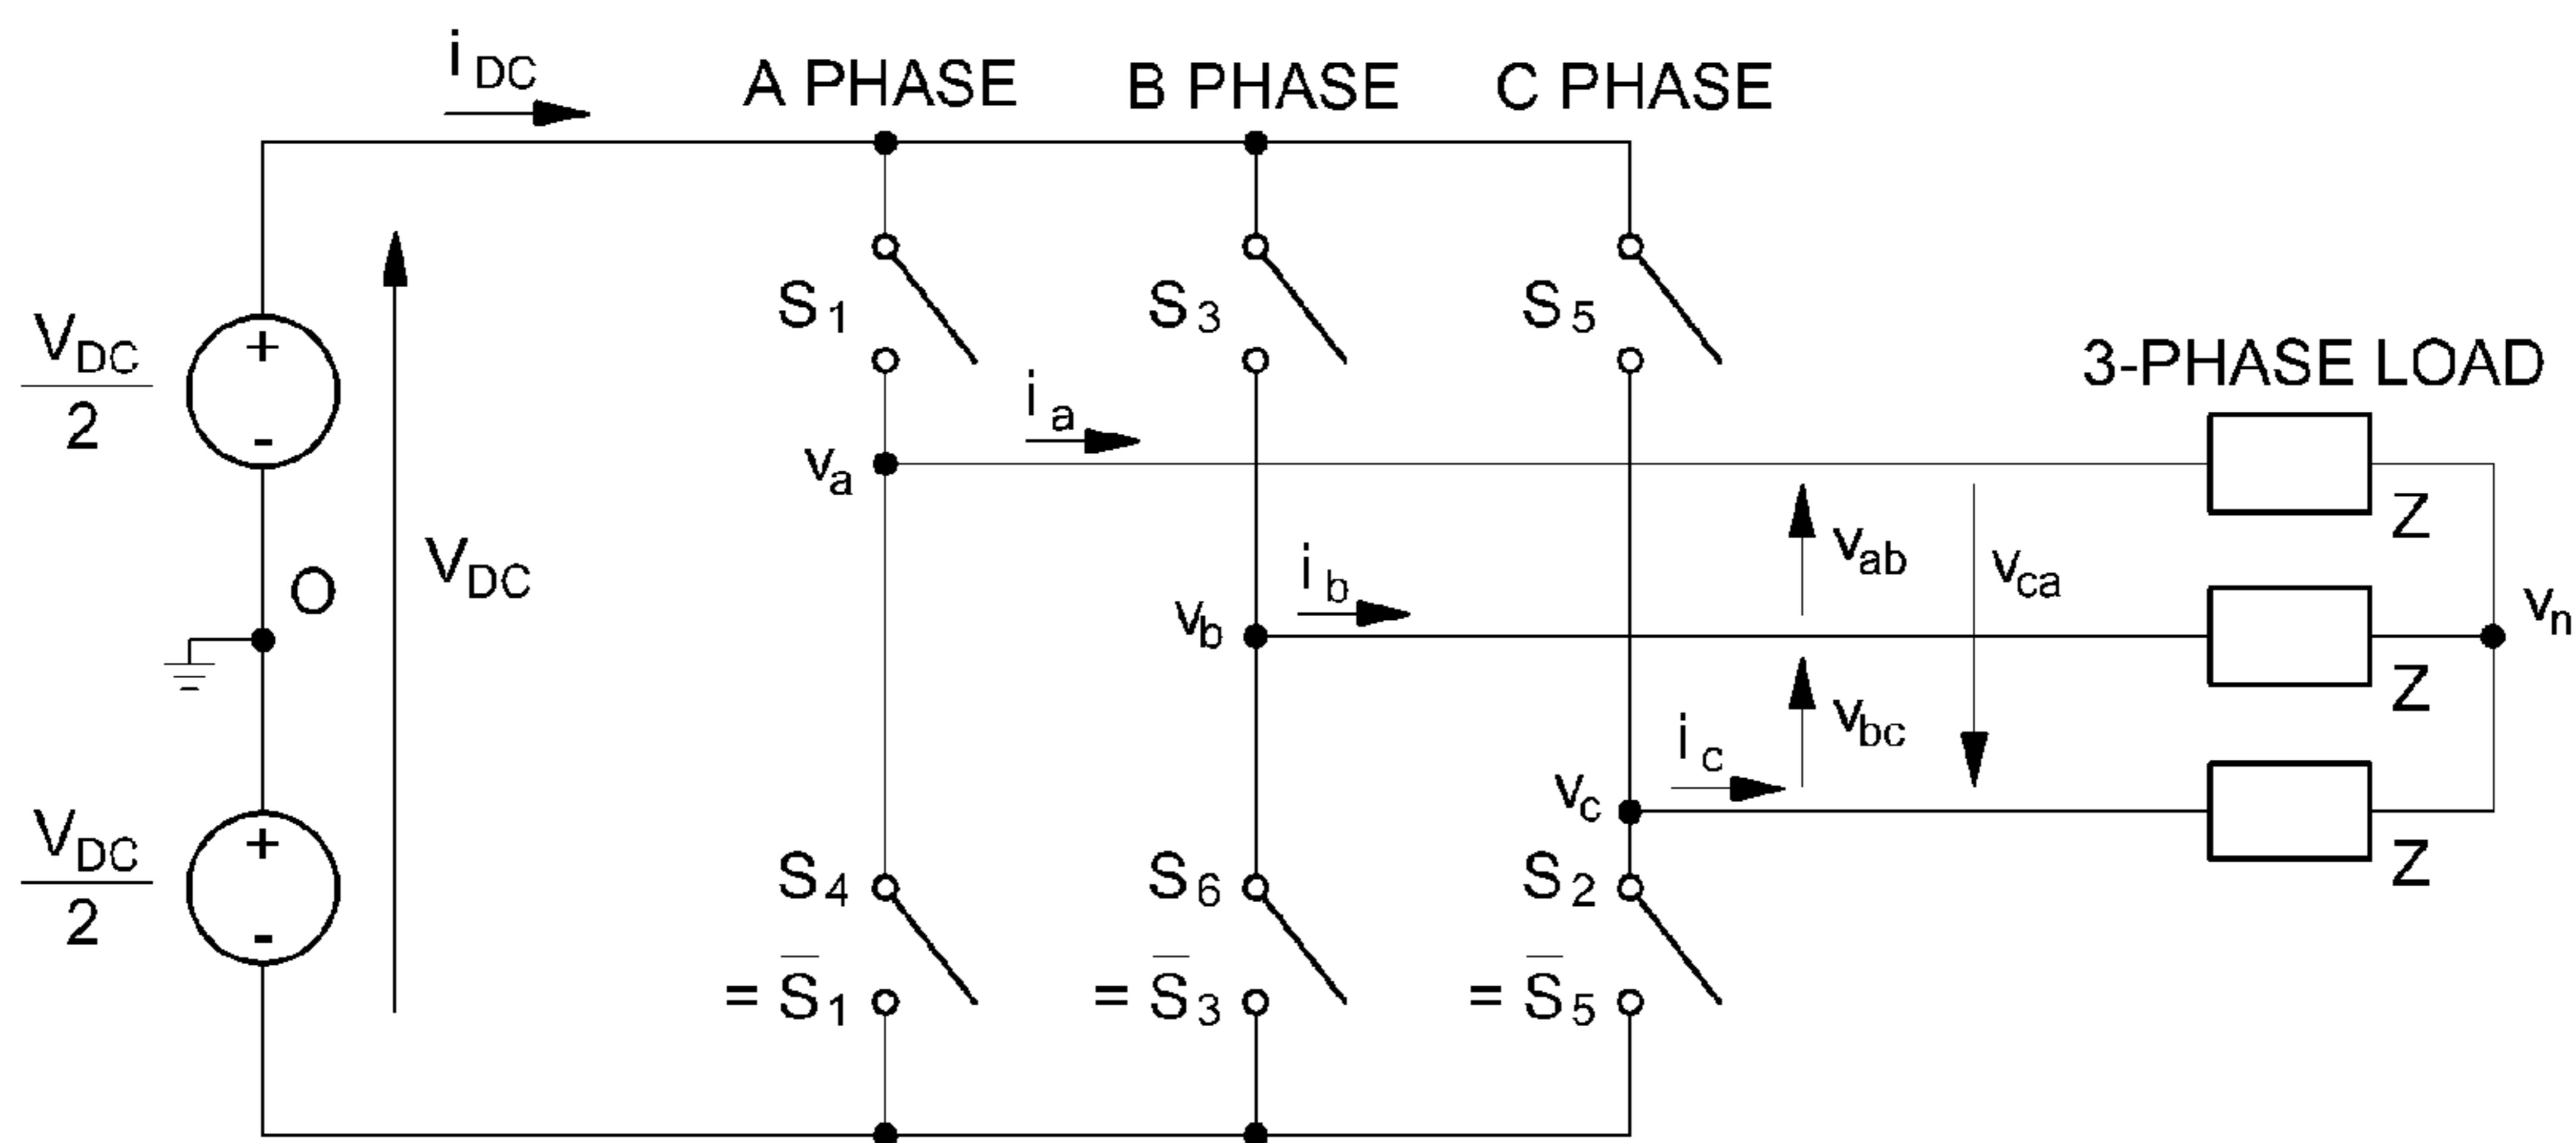 i DC
A PHASE
B PHASE
C PHASE
V DC
2
+
-
O
V DC
V DC
2
+
-
S 1
S 3
S 5
3-PHASE LOAD
i a
v a
i b
v b
i c
v c
v ab
v bc
v ca
Z
Z
Z
v n
S 4
= S̅ 1
S 6
= S̅ 3
S 2
= S̅ 5